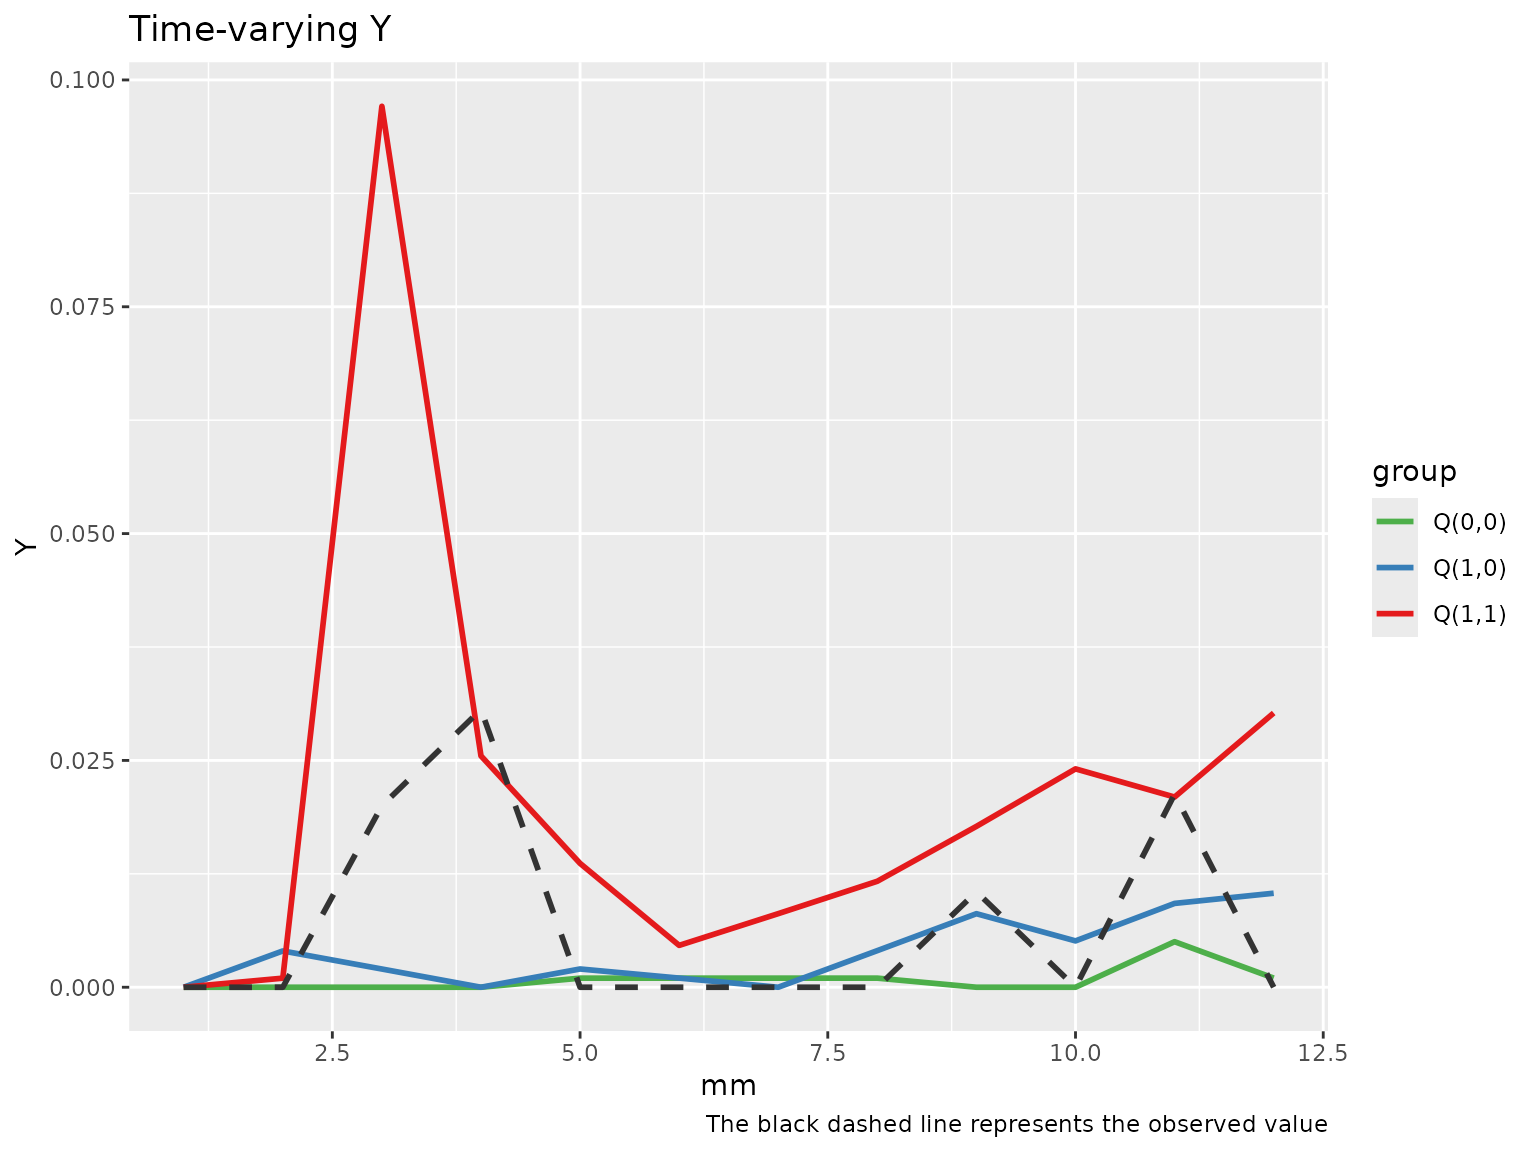 Time-varying Y
0.100
0.075
0.050
0.025
0.000
Y
2.5 5.0 7.5 10.0 12.5
mm
The black dashed line represents the observed value
group
Q(0,0)
Q(1,0)
Q(1,1)